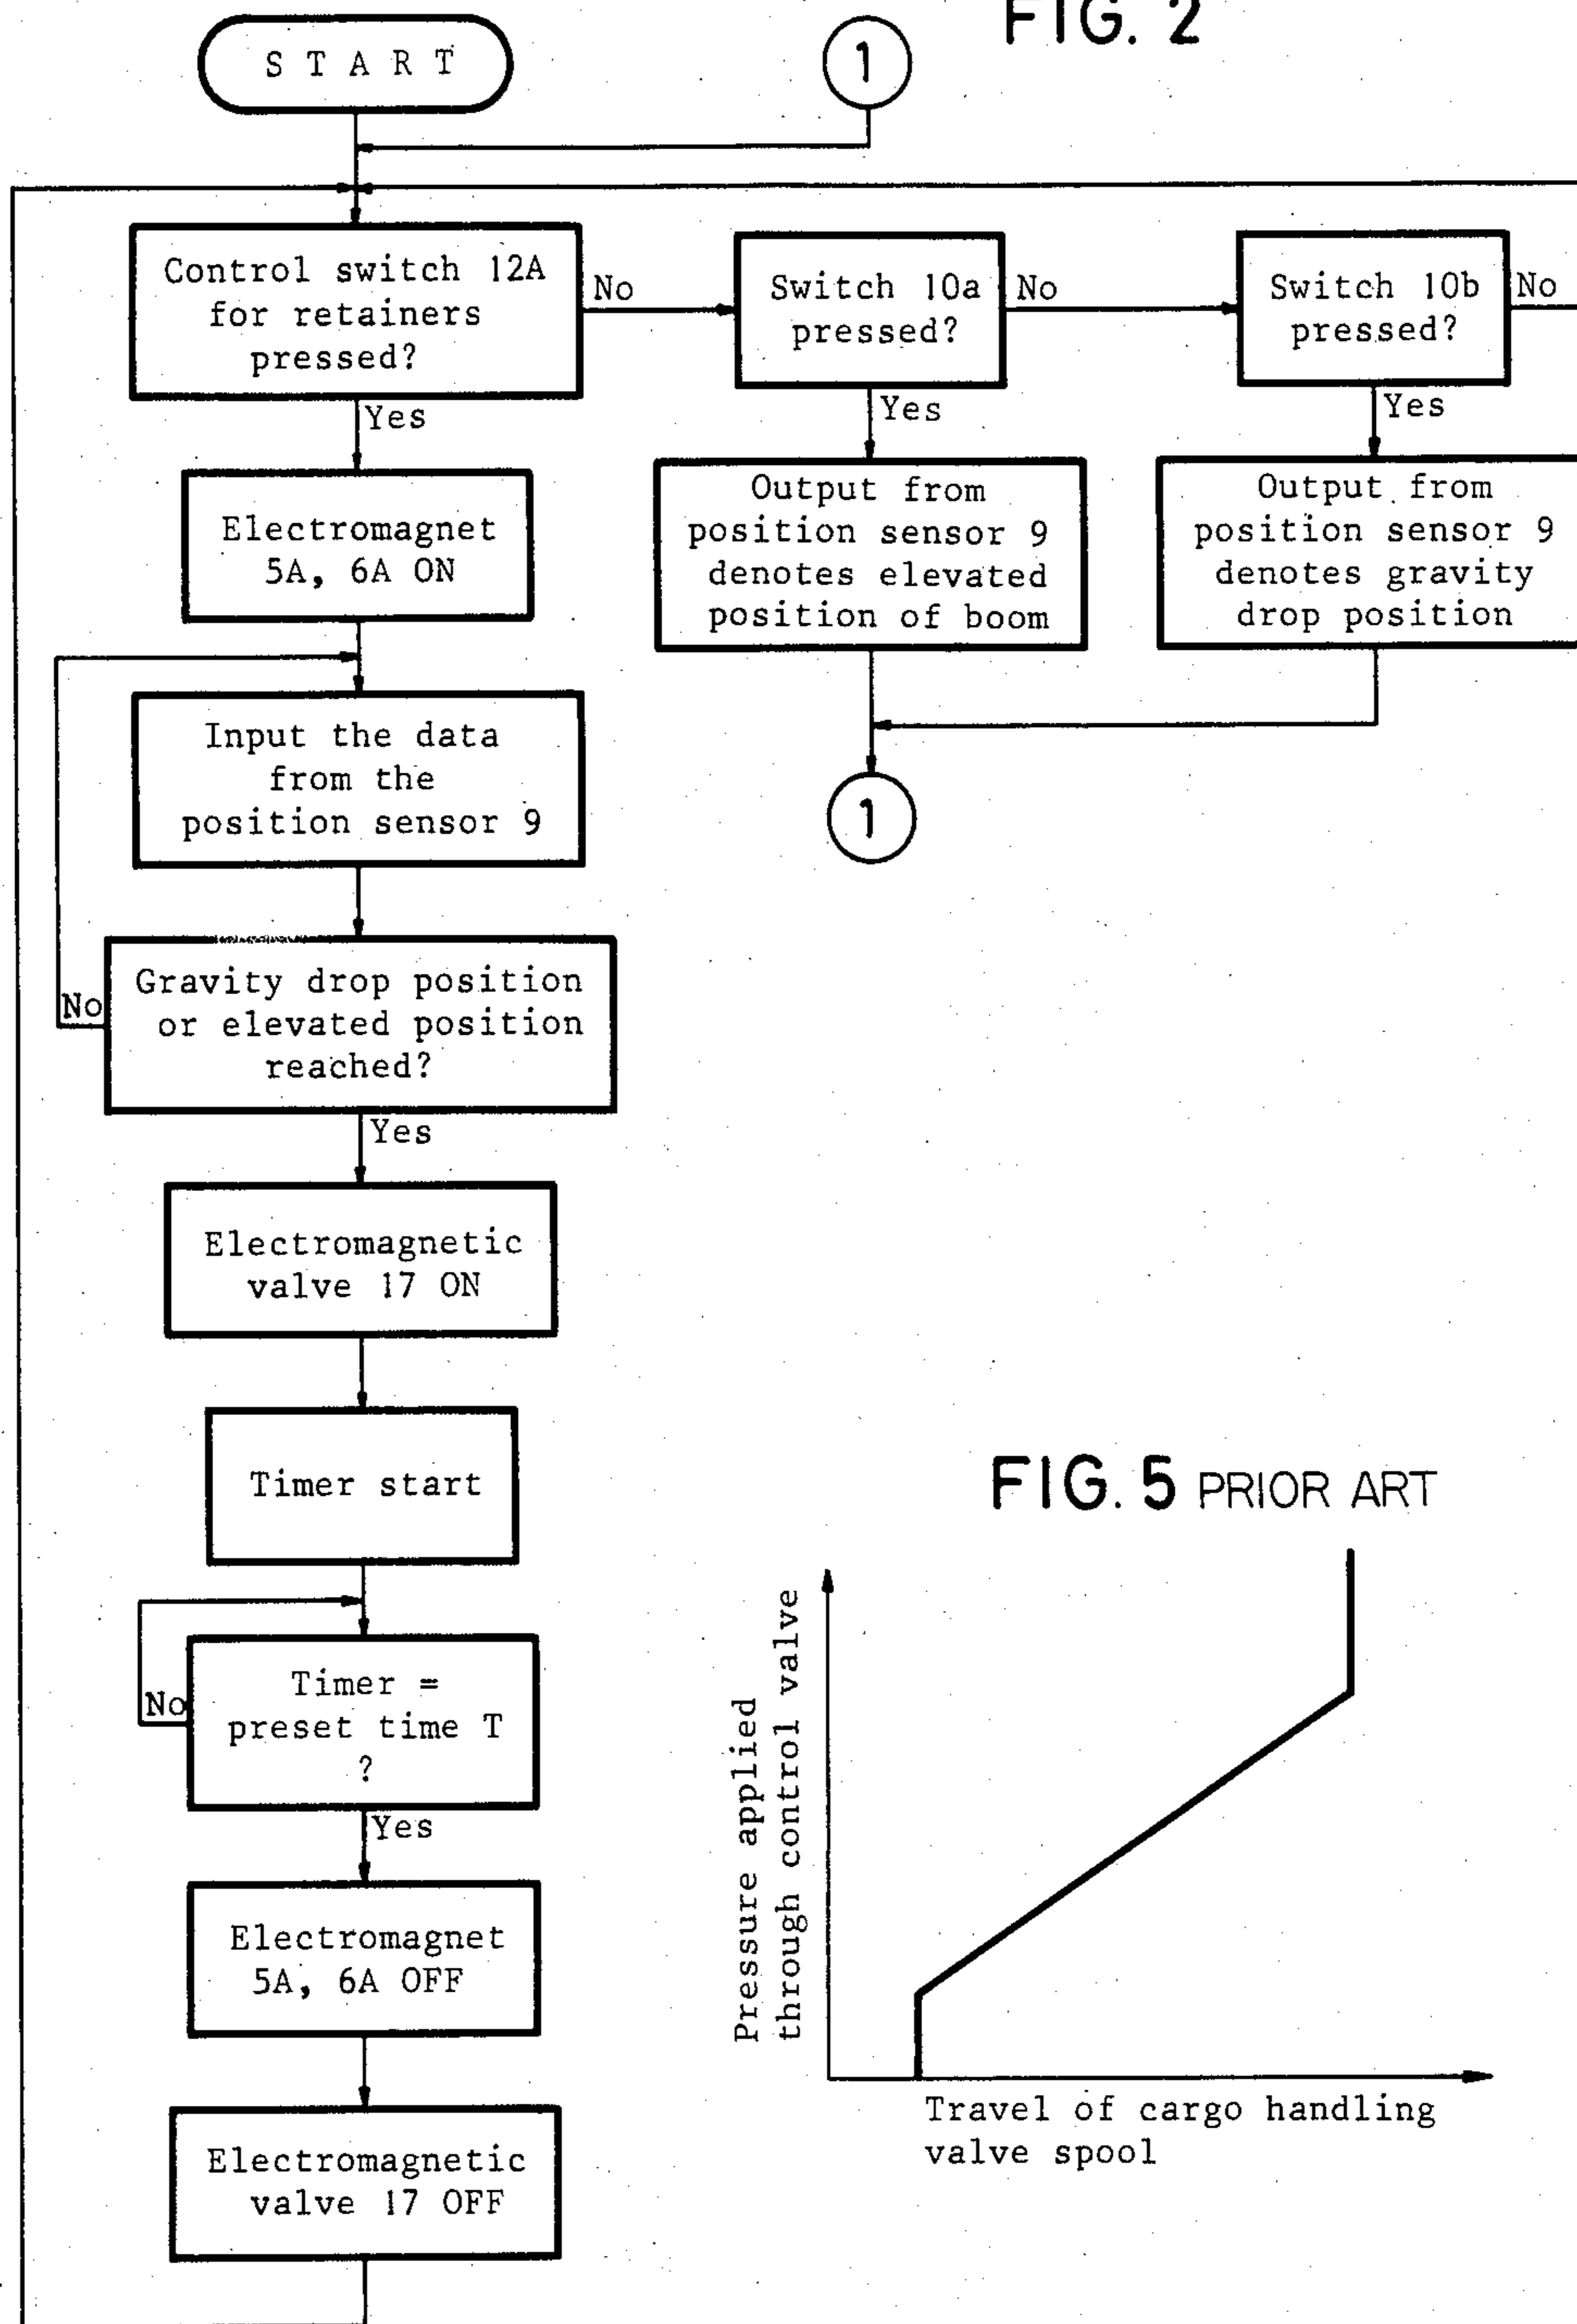 FIG. 2
START
1
Control switch 12A
for retainers
pressed?
No
Switch 10a
pressed?
No
Switch 10b
pressed?
No
Yes
Yes
Yes
Electromagnet
5A, 6A ON
Output from
position sensor 9
denotes elevated
position of boom
Output from
position sensor 9
denotes gravity
drop position
Input the data
from the
position sensor 9
1
Gravity drop position
or elevated position
reached?
No
Yes
Electromagnetic
valve 17 ON
Timer start
Timer =
preset time T
?
No
Yes
Electromagnet
5A, 6A OFF
Electromagnetic
valve 17 OFF
FIG. 5 PRIOR ART
Pressure applied
through control valve
Travel of cargo handling
valve spool